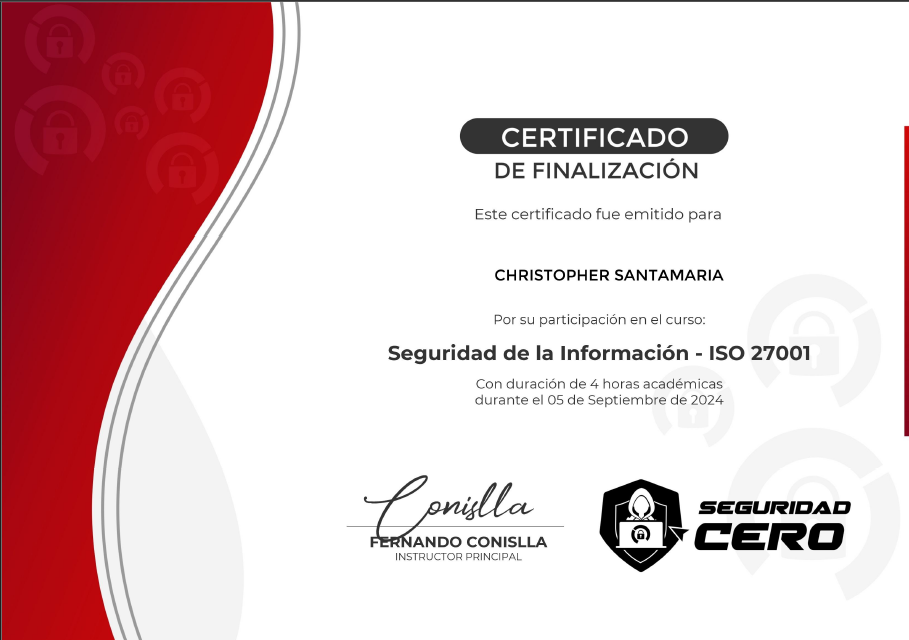 CERTIFICADO
DE FINALIZACIÓN
Este certificado fue emitido para
CHRISTOPHER SANTAMARIA
Por su participación en el curso:
Seguridad de la Información - ISO 27001
Con duración de 4 horas académicas
durante el 05 de Septiembre de 2024
Conislla
FERNANDO CONISLLA
INSTRUCTOR PRINCIPAL
SEGURIDAD
CERO